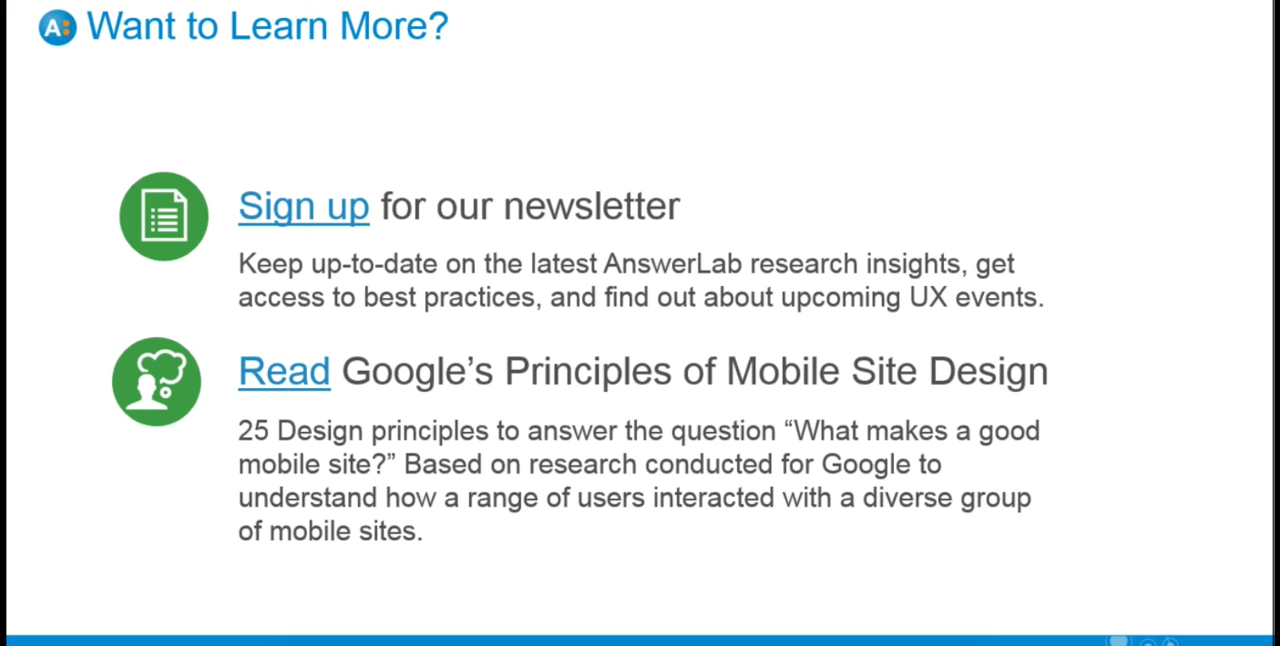 A: Want to Learn More?
Sign up for our newsletter
Keep up-to-date on the latest AnswerLab research insights, get
access to best practices, and find out about upcoming UX events.
Read Google’s Principles of Mobile Site Design
25 Design principles to answer the question “What makes a good
mobile site?” Based on research conducted for Google to
understand how a range of users interacted with a diverse group
of mobile sites.